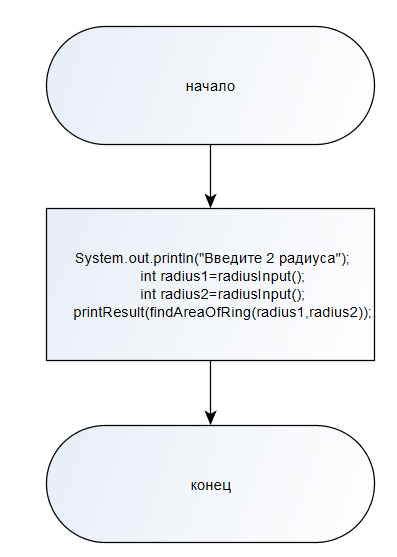 начало
System.out.println("Введите 2 радиуса");
int radius1=radiusInput();
int radius2=radiusInput();
printResult(findAreaOfRing(radius1,radius2));
конец